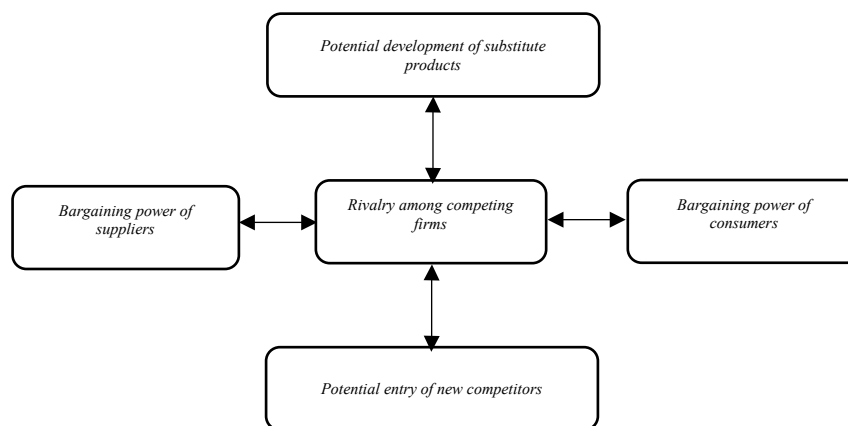 Potential development of substitute
products
Bargaining power of
suppliers
Rivalry among competing
firms
Bargaining power of
consumers
Potential entry of new competitors